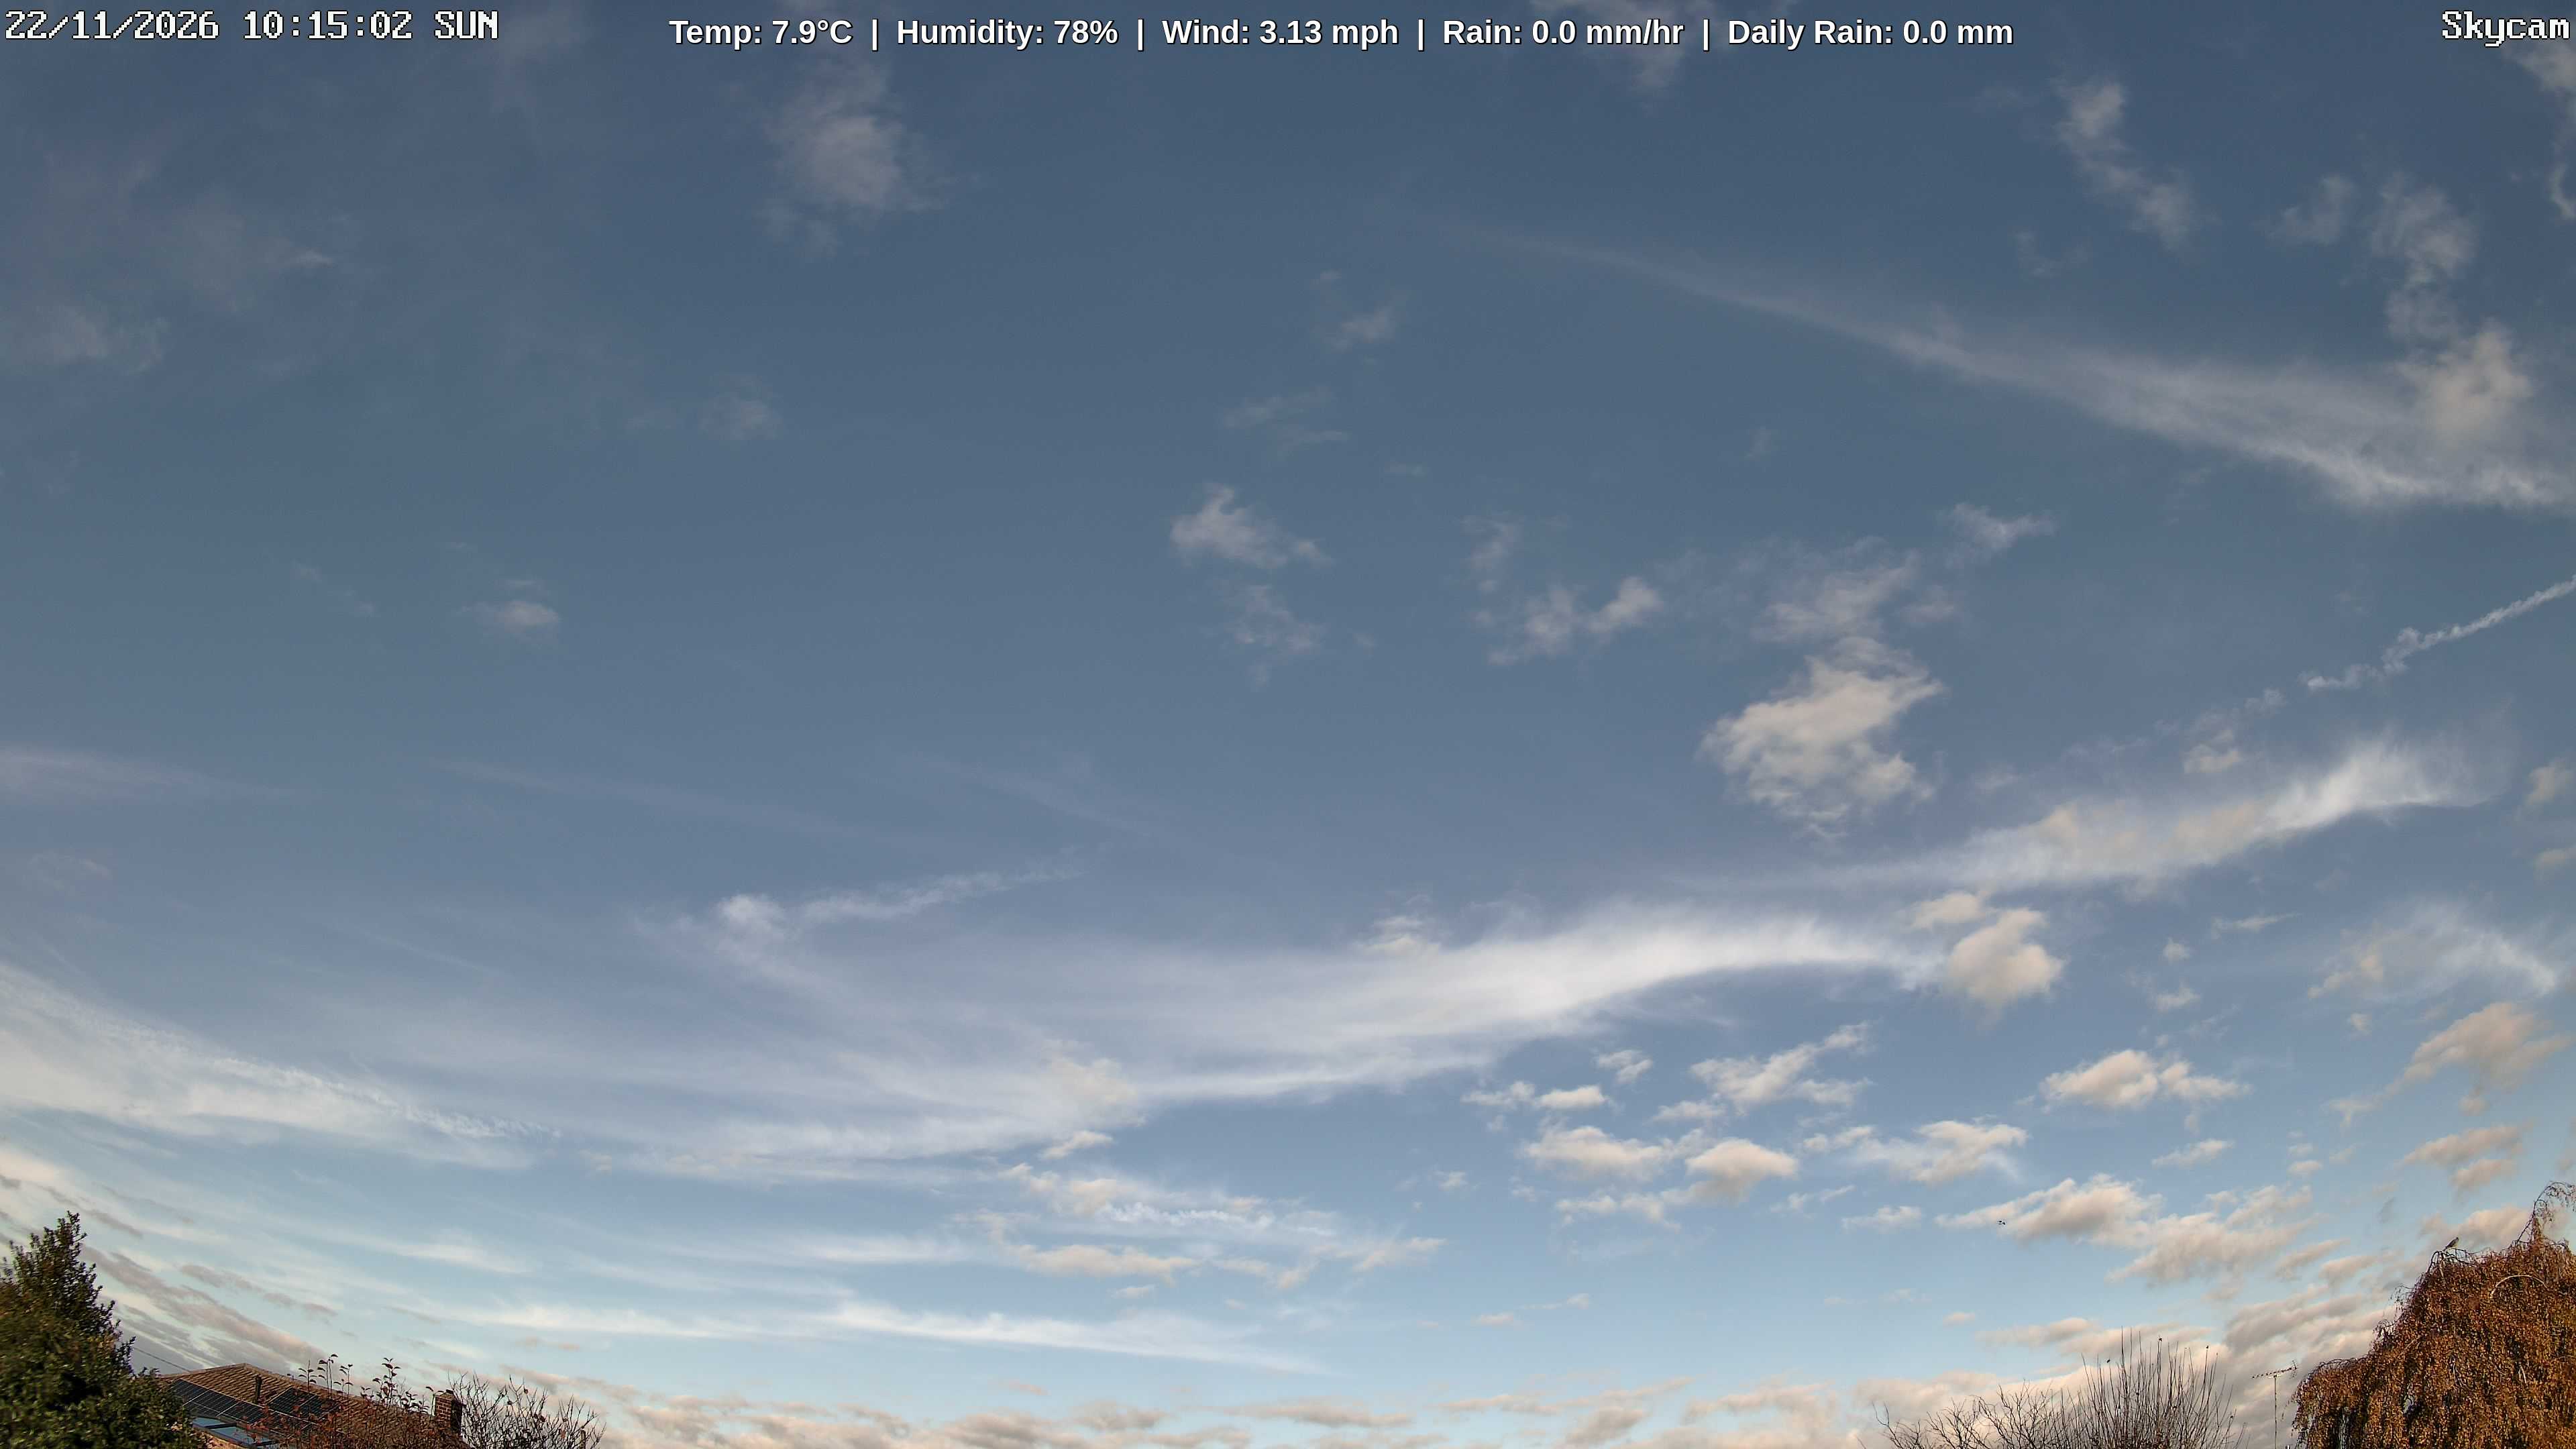 22/11/2026 10:15:02 SUN
Temp: 7.9°C | Humidity: 78% | Wind: 3.13 mph | Rain: 0.0 mm/hr | Daily Rain: 0.0 mm
Skycam